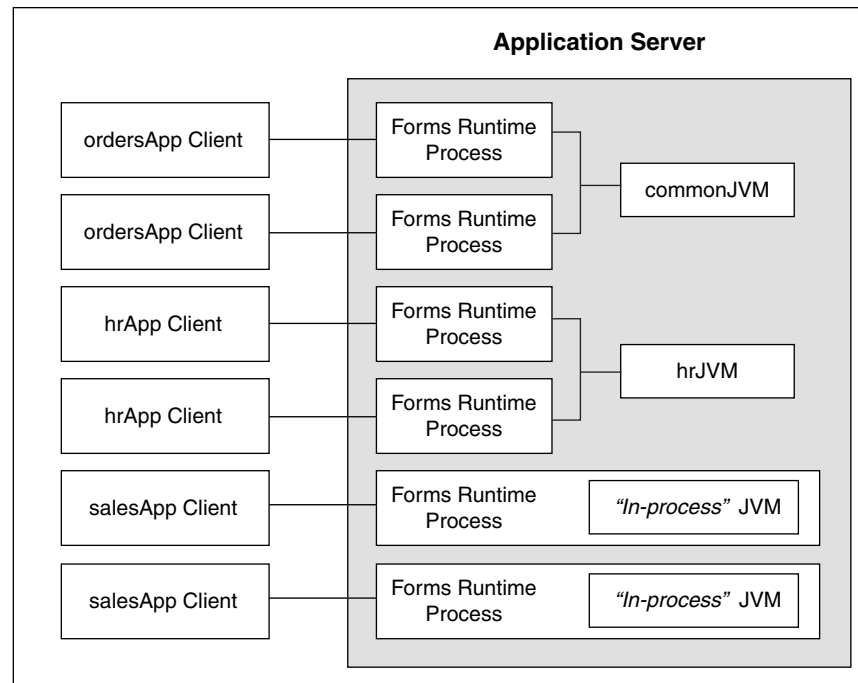 Application Server
ordersApp Client
Forms Runtime
Process
commonJVM
ordersApp Client
Forms Runtime
Process
hrApp Client
Forms Runtime
Process
hrJVM
hrApp Client
Forms Runtime
Process
salesApp Client
Forms Runtime
Process
“In-process” JVM
salesApp Client
Forms Runtime
Process
“In-process” JVM